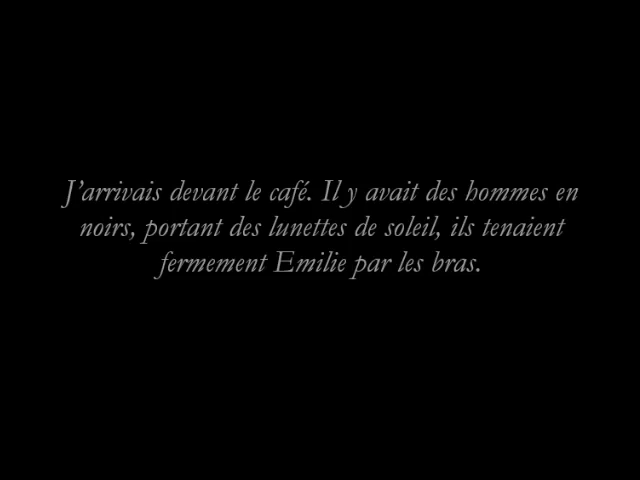 J’arrivais devant le café. Il y avait des hommes en
noirs, portant des lunettes de soleil, ils tenaient
fermement Emilie par les bras.